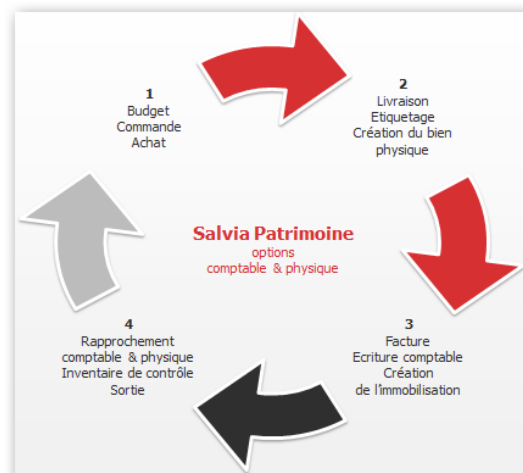 1
Budget
Commande
Achat
2
Livraison
Etiquetage
Création du bien
physique
Salvia Patrimoine
options
comptable & physique
3
Facture
Ecriture comptable
Création
de l'immobilisation
4
Rapprochement
comptable & physique
Inventaire de contrôle
Sortie